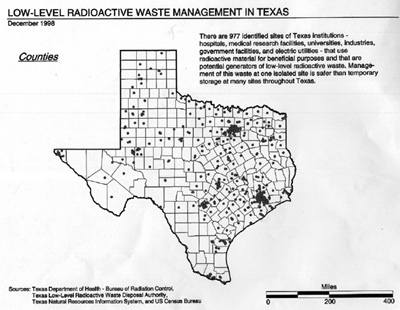 LOW-LEVEL RADIOACTIVE WASTE MANAGEMENT IN TEXAS
December 1998
There are 977 identified sites of Texas institutions -
hospitals, medical research facilities, universities, industries,
government facilities, and electric utilities - that use
radioactive material for beneficial purposes and that are
potential generators of low-level radioactive waste. Manage-
ment of this waste at one isolated site is safer than temporary
storage at many sites throughout Texas.
Counties
Sources: Texas Department of Health - Bureau of Radiation Control,
Texas Low-Level Radioactive Waste Disposal Authority,
Texas Natural Resources Information System, and US Census Bureau
Miles
0 200 400